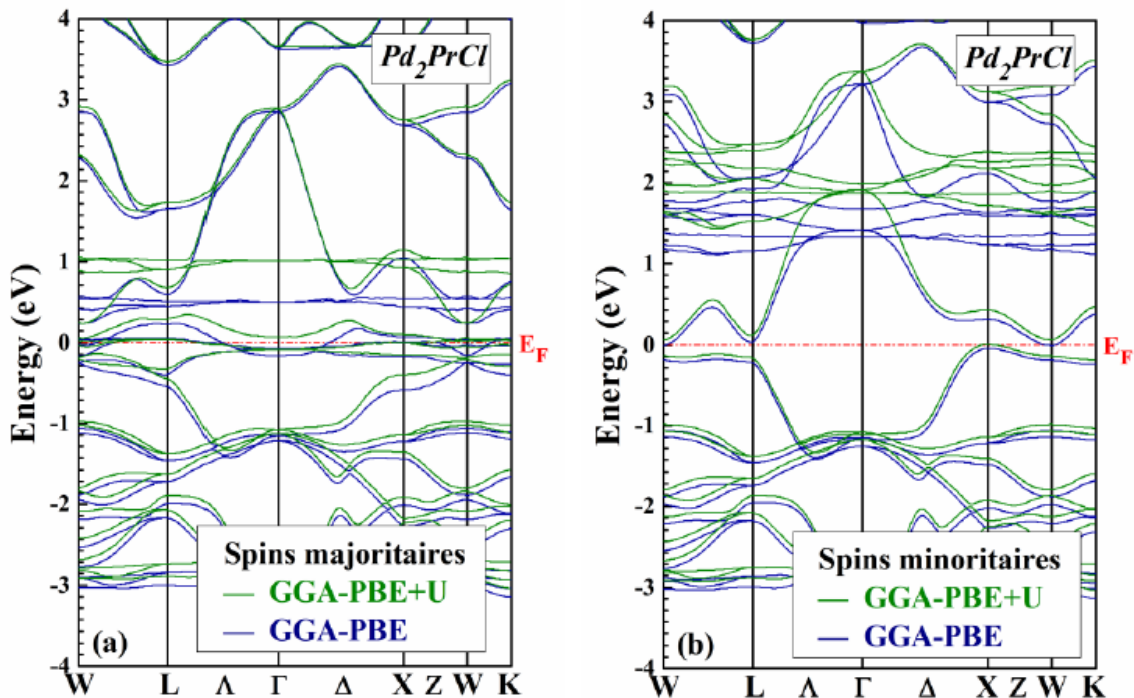 4
3
2
1
0
-1
-2
-3
-4
Energy (eV)
Pd2PrCl
EF
Spins majoritaires
GGA-PBE+U
GGA-PBE
(a)
W L Λ Γ Δ X Z W K
4
3
2
1
0
-1
-2
-3
-4
Energy (eV)
Pd2PrCl
EF
Spins minoritaires
GGA-PBE+U
GGA-PBE
(b)
W L Λ Γ Δ X Z W K